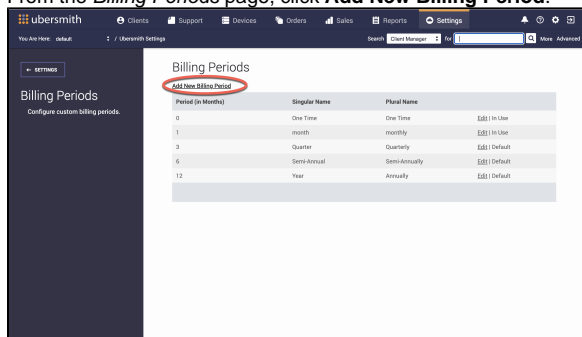 From the Billing Periods page, click Add New Billing Period.
ubersmith Clients Support Devices Orders Sales Reports Settings
You Are Here: default / Ubersmith Settings Search Client Manager for More Advanced
← SETTINGS
Billing Periods
Configure custom billing periods.
Billing Periods
Add New Billing Period
Period (in Months) Singular Name Plural Name
0 One Time One Time Edit | In Use
1 month monthly Edit | In Use
3 Quarter Quarterly Edit | Default
6 Semi-Annual Semi-Annually Edit | Default
12 Year Annually Edit | Default